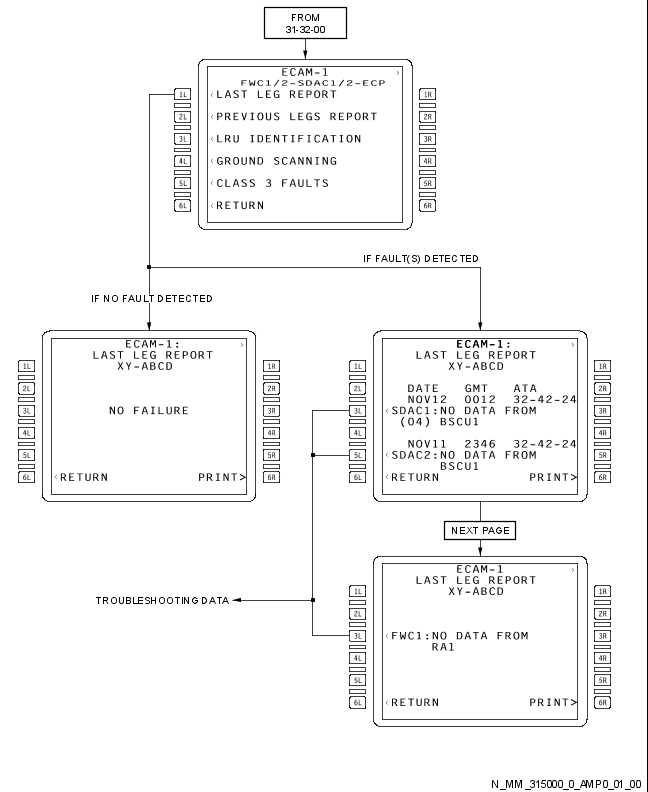 FROM
31-32-00
ECAM-1 ›
FWC1/2-SDAC1/2-ECP
1L ‹LAST LEG REPORT 1R
2L ‹PREVIOUS LEGS REPORT 2R
3L ‹LRU IDENTIFICATION 3R
4L ‹GROUND SCANNING 4R
5L ‹CLASS 3 FAULTS 5R
6L ‹RETURN 6R
IF FAULT(S) DETECTED
IF NO FAULT DETECTED
ECAM-1: ›
LAST LEG REPORT
1L XY-ABCD 1R
2L 2R
3L NO FAILURE 3R
4L 4R
5L 5R
6L ‹RETURN PRINT> 6R
ECAM-1: ›
LAST LEG REPORT
1L XY-ABCD 1R
2L DATE GMT ATA 2R
NOV12 0012 32-42-24
3L ‹SDAC1:NO DATA FROM 3R
(04) BSCU1
4L 4R
NOV11 2346 32-42-24
5L ‹SDAC2:NO DATA FROM 5R
BSCU1
6L ‹RETURN PRINT> 6R
NEXT PAGE
ECAM-1 ›
LAST LEG REPORT
1L XY-ABCD 1R
2L 2R
TROUBLESHOOTING DATA
3L ‹FWC1:NO DATA FROM 3R
RA1
4L 4R
5L 5R
6L ‹RETURN PRINT> 6R
N_MM_315000_0_AMP0_01_00